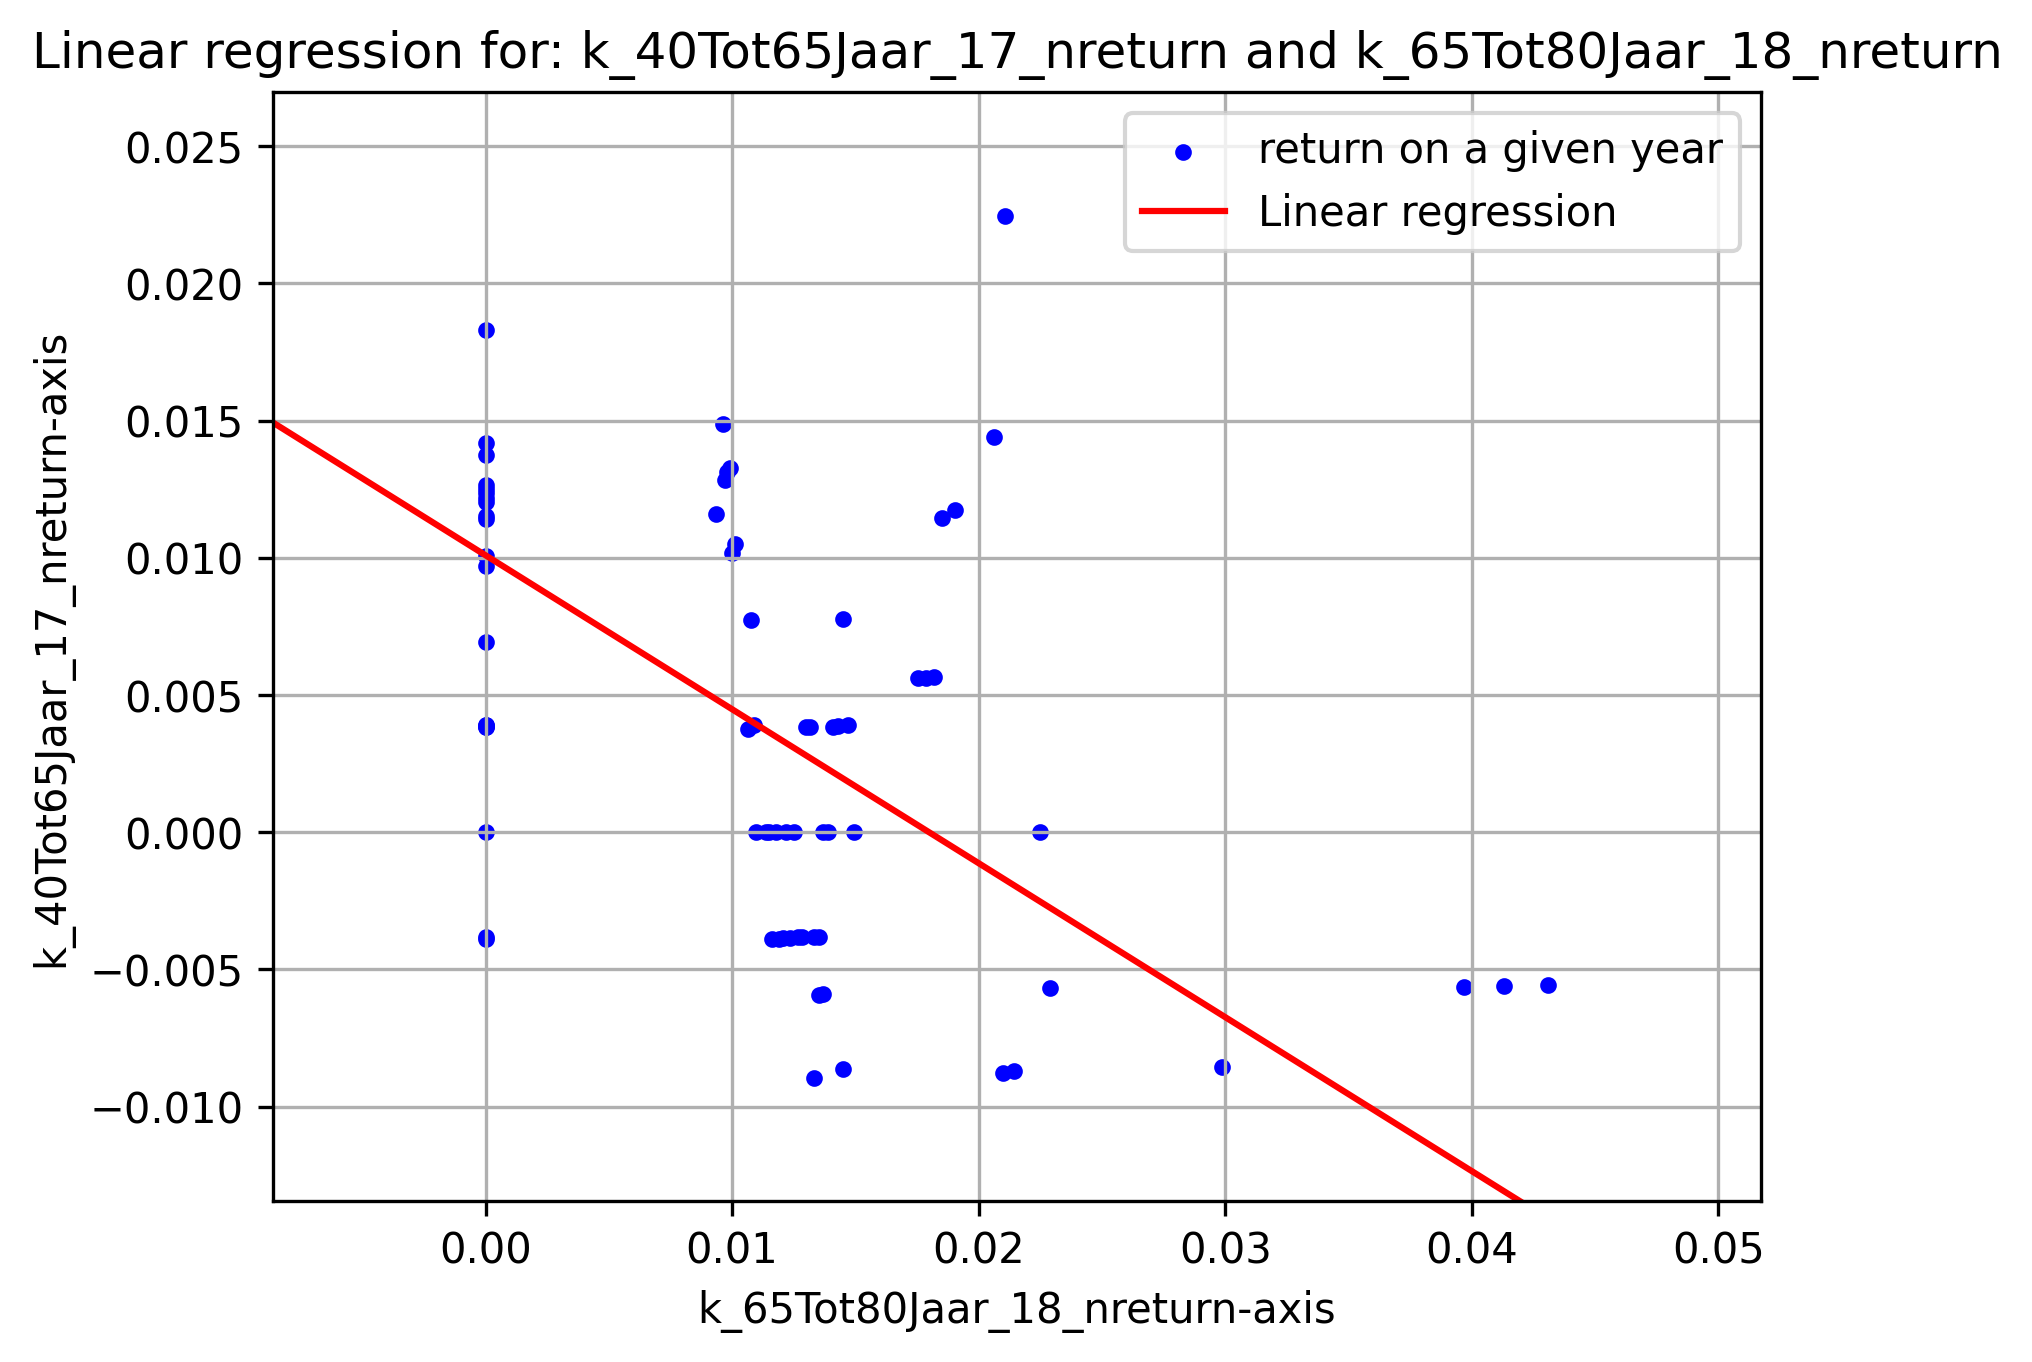 Linear regression for: k_40Tot65Jaar_17_nreturn and k_65Tot80Jaar_18_nreturn
return on a given year
Linear regression
k_40Tot65Jaar_17_nreturn-axis
0.025
0.020
0.015
0.010
0.005
0.000
−0.005
−0.010
0.00 0.01 0.02 0.03 0.04 0.05
k_65Tot80Jaar_18_nreturn-axis